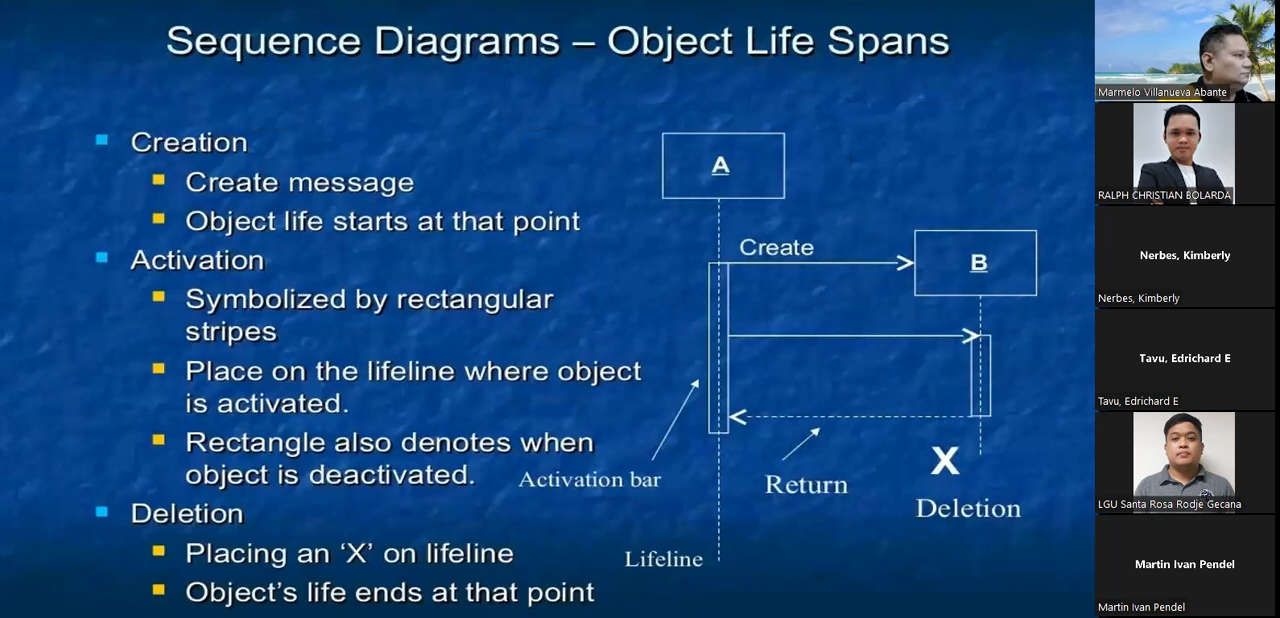 Sequence Diagrams – Object Life Spans
Creation
Create message
Object life starts at that point
Activation
Symbolized by rectangular
stripes
Place on the lifeline where object
is activated.
Rectangle also denotes when
object is deactivated.
Deletion
Placing an ‘X’ on lifeline
Object’s life ends at that point
A
Create
B
Activation bar
Return
X
Deletion
Lifeline
Marmelo Villanueva Abante
RALPH CHRISTIAN BOLARDA
Nerbes, Kimberly
Nerbes, Kimberly
Tavu, Edrichard E
Tavu, Edrichard E
LGU Santa Rosa Rodje Gecana
Martin Ivan Pendel
Martin Ivan Pendel